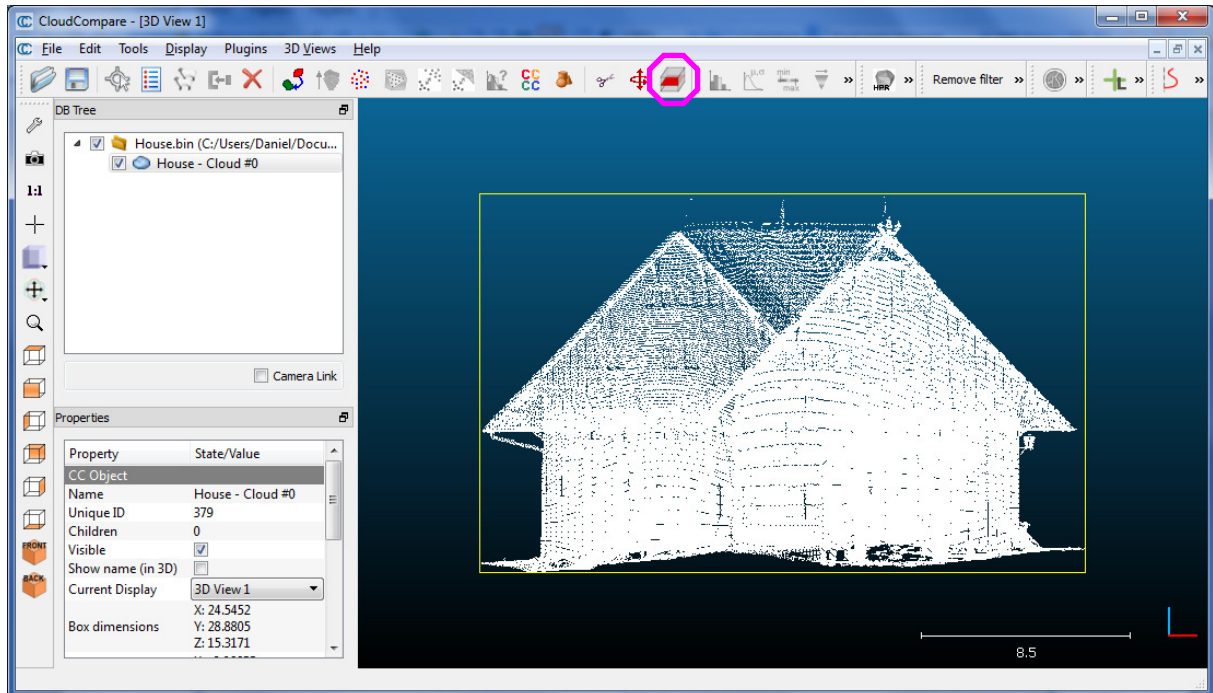 CloudCompare - [3D View 1]
File Edit Tools Display Plugins 3D Views Help
μ,σ
min
max
HPR
Remove filter
CC
CC
DB Tree
House.bin (C:/Users/Daniel/Docu...
House - Cloud #0
1:1
Camera Link
Properties
Property State/Value
CC Object
Name House - Cloud #0
Unique ID 379
Children 0
Visible
Show name (in 3D)
Current Display 3D View 1
Box dimensions X: 24.5452
Y: 28.8805
Z: 15.3171
FRONT
BACK
8.5